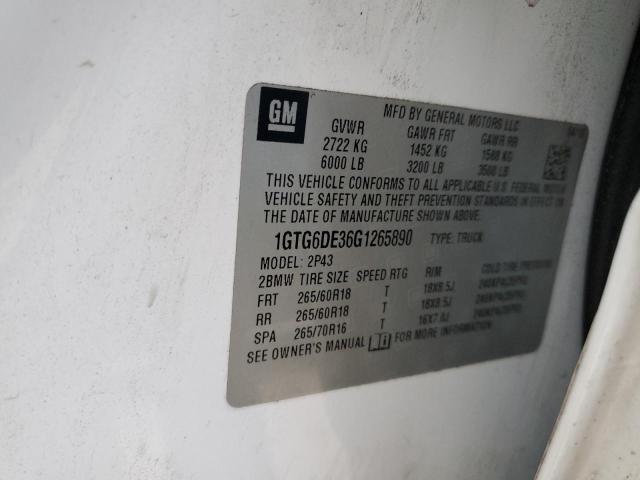 GM
MFD BY GENERAL MOTORS LLC
GVWR GAWR FRT GAWR RR
2722 KG 1452 KG 1588 KG
6000 LB 3200 LB 3500 LB
THIS VEHICLE CONFORMS TO ALL APPLICABLE U.S. FEDERAL MOTOR
VEHICLE SAFETY AND THEFT PREVENTION STANDARDS IN EFFECT ON
THE DATE OF MANUFACTURE SHOWN ABOVE.
1GTG6DE36G1265890 TYPE: TRUCK
MODEL: 2P43
2BMW TIRE SIZE SPEED RTG RIM COLD TIRE PRESSURE
FRT 265/60R18 T 18X8.5J
RR 265/60R18 T 18X8.5J
SPA 265/70R16 T 16X7.0J
SEE OWNER'S MANUAL FOR MORE INFORMATION